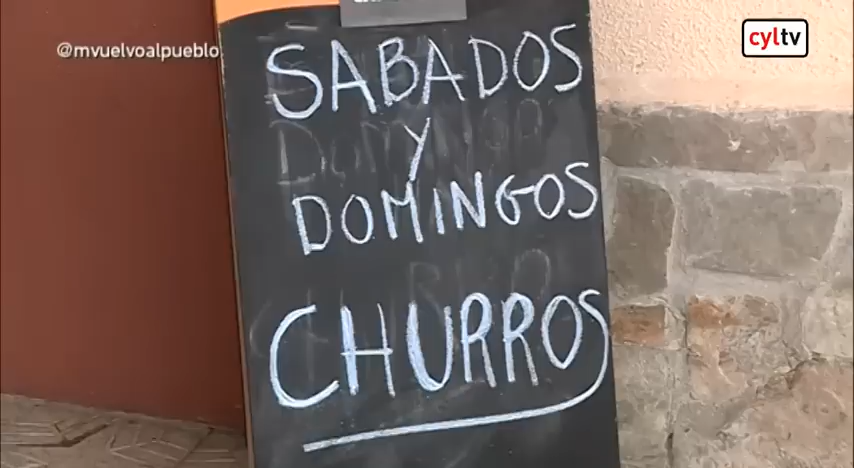 @mvuelvoalpueblo
cyltv
SABADOS
Y
DOMINGOS
CHURROS